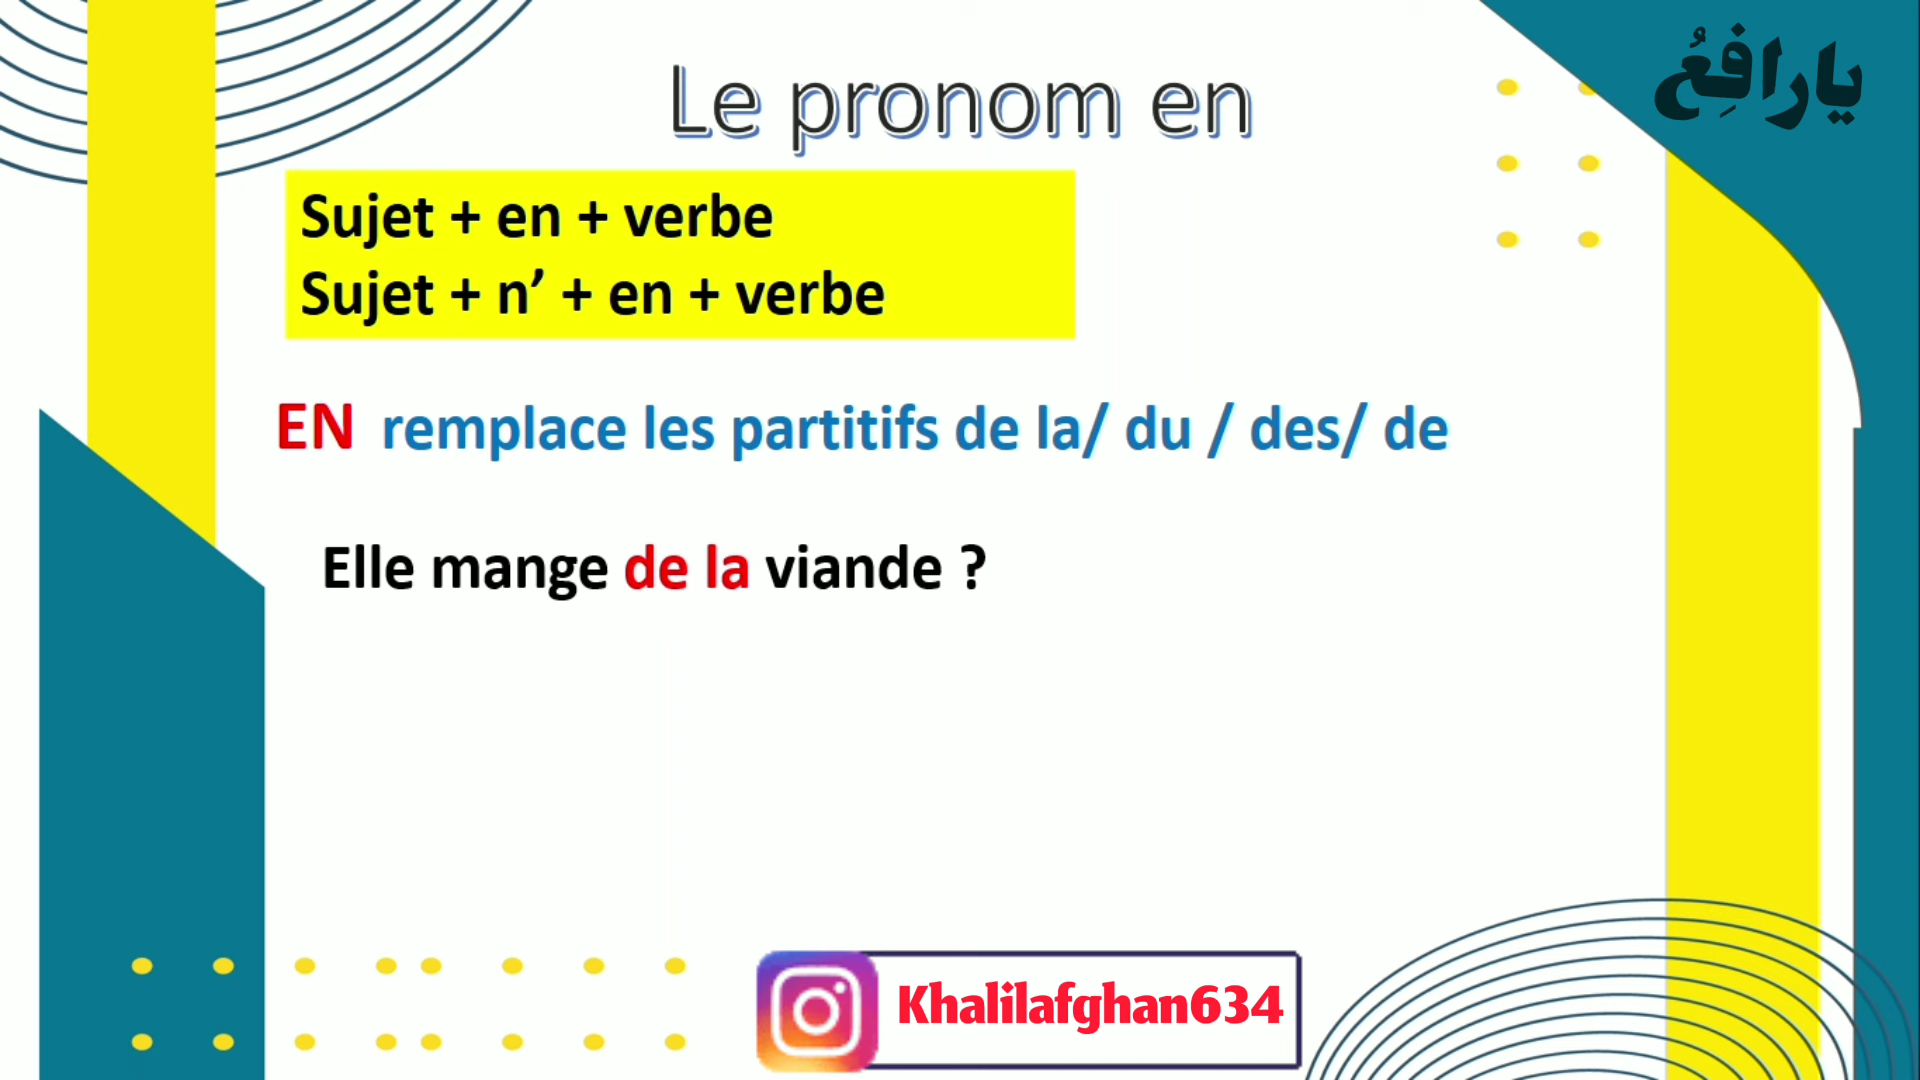 يارافِعُ
Le pronom en
Sujet + en + verbe
Sujet + n’ + en + verbe
EN remplace les partitifs de la/ du / des/ de
Elle mange de la viande ?
Khalilafghan634